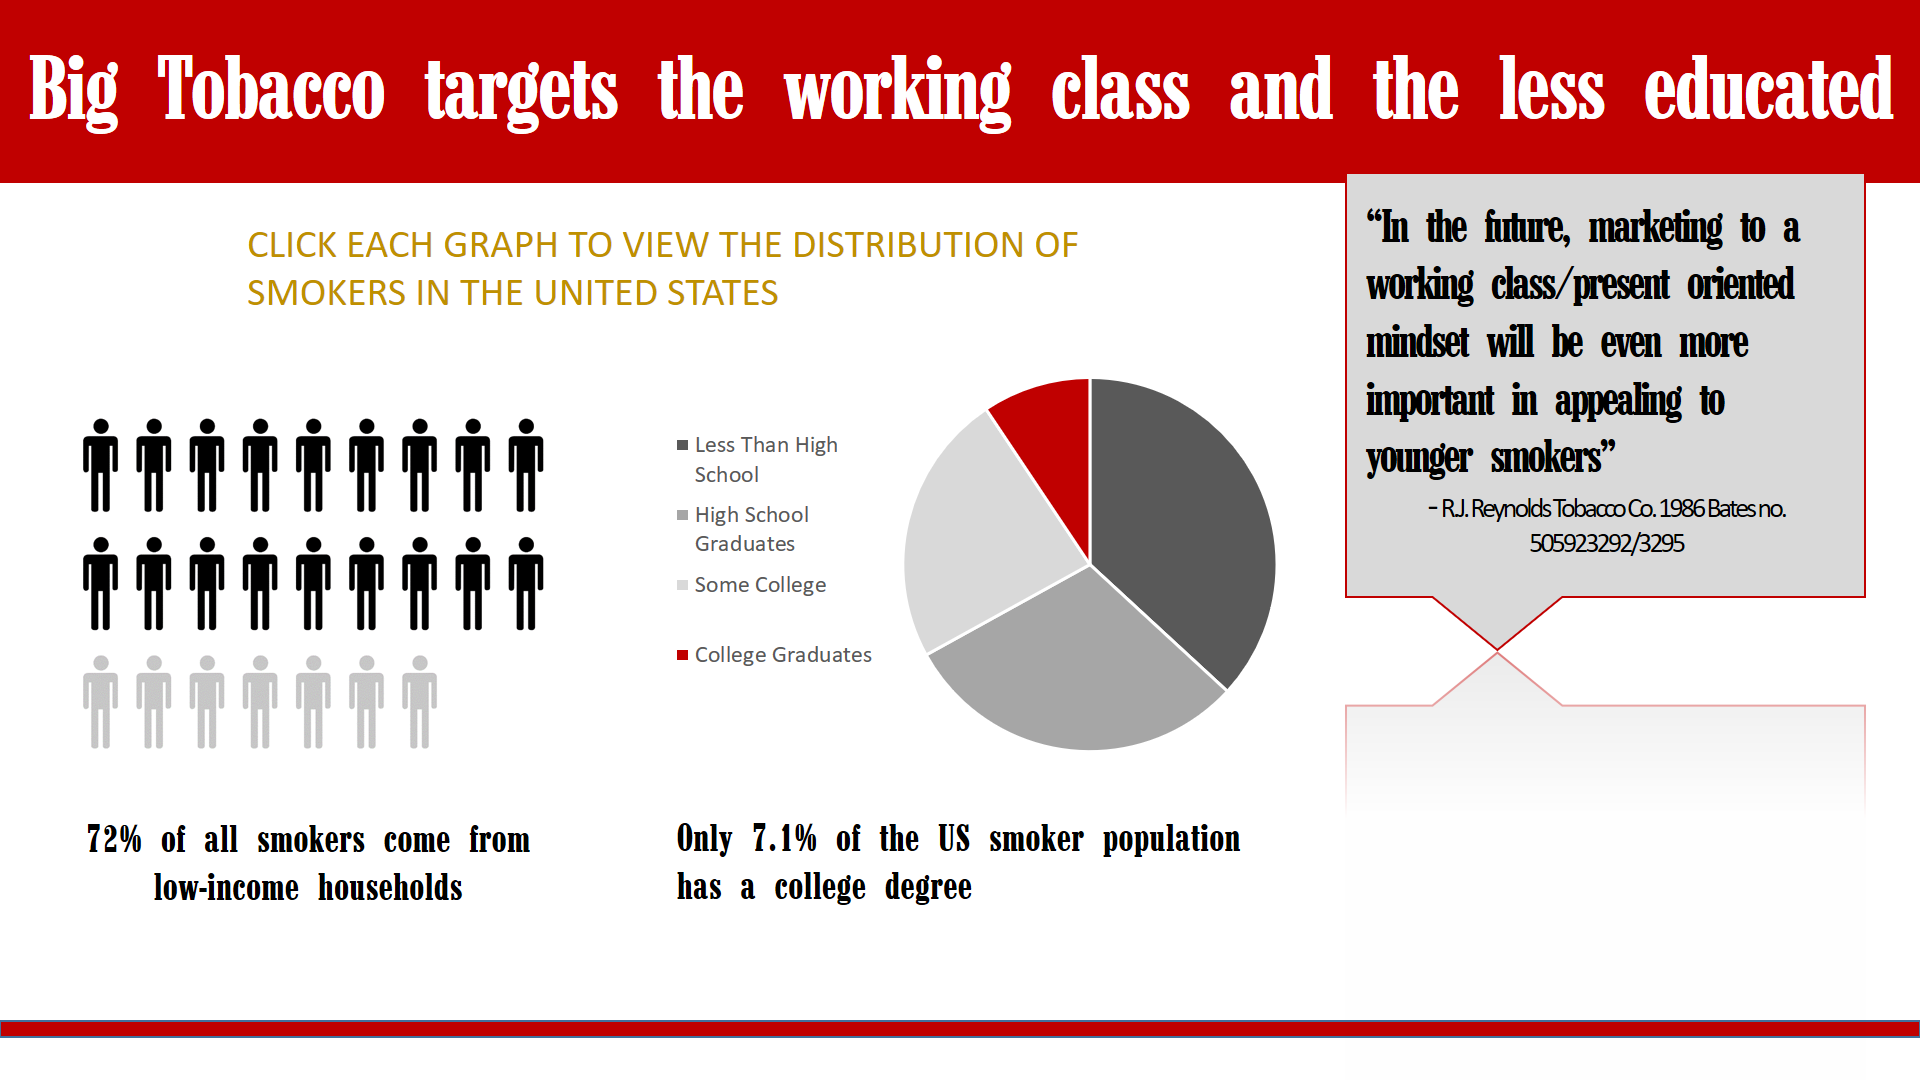 Big Tobacco targets the working class and the less educated
CLICK EACH GRAPH TO VIEW THE DISTRIBUTION OF
SMOKERS IN THE UNITED STATES
“In the future, marketing to a
working class/present oriented
mindset will be even more
important in appealing to
younger smokers”
- R.J. Reynolds Tobacco Co. 1986 Bates no.
505923292/3295
Less Than High
School
High School
Graduates
Some College
College Graduates
72% of all smokers come from
low-income households
Only 7.1% of the US smoker population
has a college degree